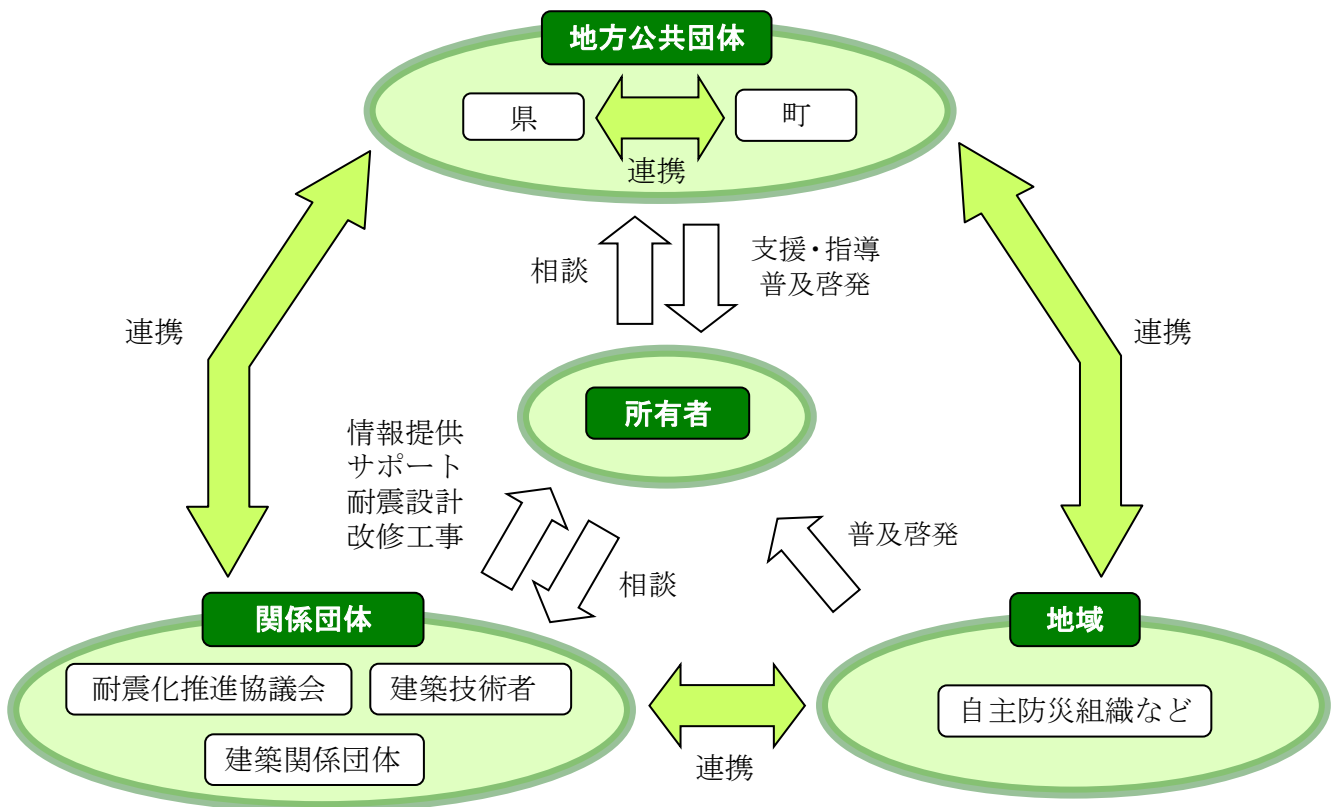 地方公共団体
県
町
連携
相談
支援・指導
普及啓発
連携
連携
所有者
情報提供
サポート
耐震設計
改修工事
相談
普及啓発
関係団体
耐震化推進協議会
建築技術者
建築関係団体
連携
地域
自主防災組織など